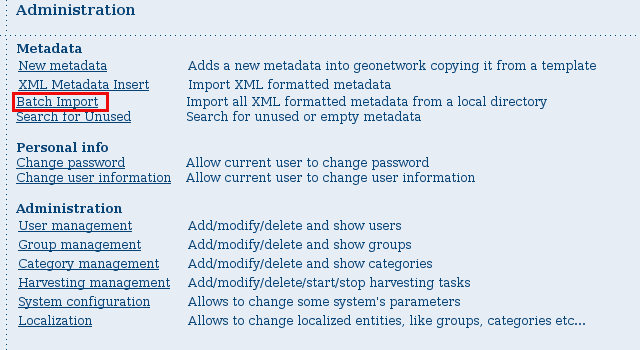 Administration
Metadata
New metadata Adds a new metadata into geonetwork copying it from a template
XML Metadata Insert Import XML formatted metadata
Batch Import Import all XML formatted metadata from a local directory
Search for Unused Search for unused or empty metadata
Personal info
Change password Allow current user to change password
Change user information Allow current user to change user information
Administration
User management Add/modify/delete and show users
Group management Add/modify/delete and show groups
Category management Add/modify/delete and show categories
Harvesting management Add/modify/delete/start/stop harvesting tasks
System configuration Allows to change some system's parameters
Localization Allows to change localized entities, like groups, categories etc...